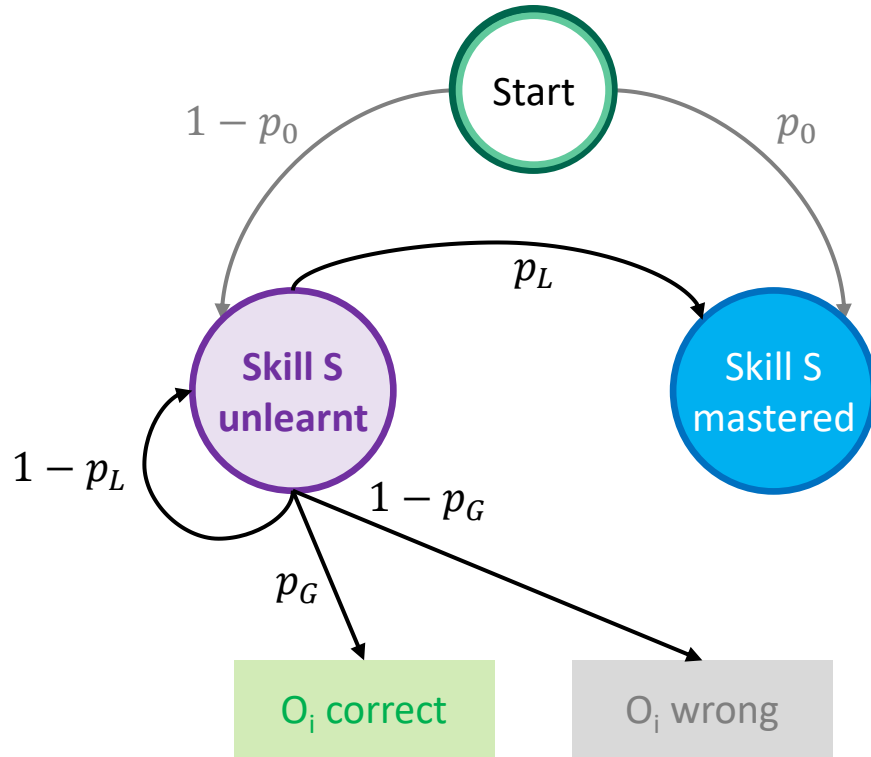 Start
1 − p₀
p₀
p_L
Skill S
unlearnt
Skill S
mastered
1 − p_L
1 − p_G
p_G
Oᵢ correct
Oᵢ wrong